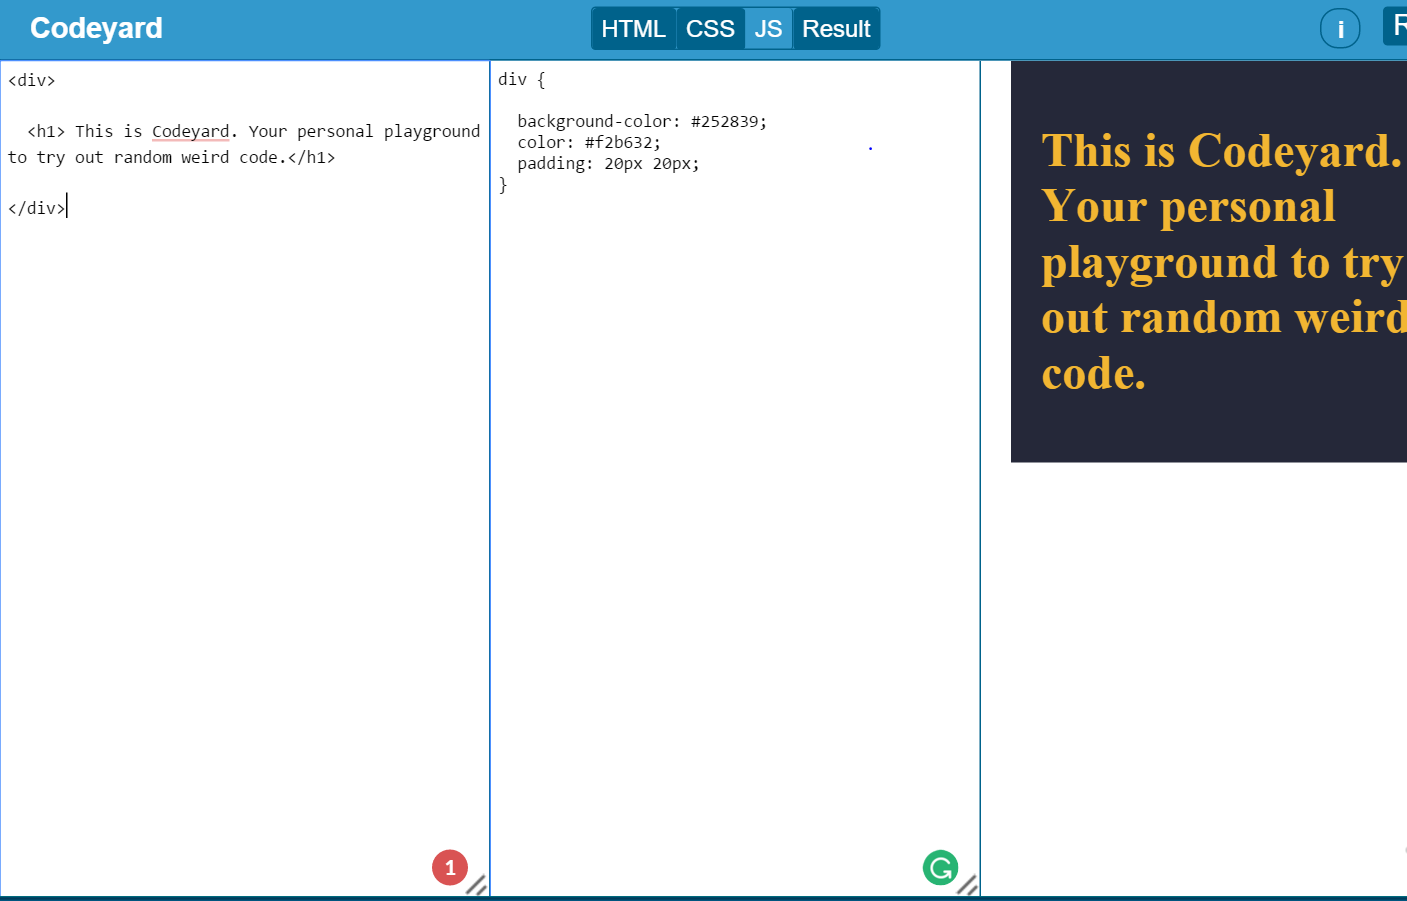 Codeyard
HTML CSS JS Result
i
R
<div>
<h1> This is Codeyard. Your personal playground
to try out random weird code.</h1>
</div>
1
div {
background-color: #252839;
color: #f2b632;
padding: 20px 20px;
}
G
This is Codeyard.
Your personal
playground to try
out random weird
code.